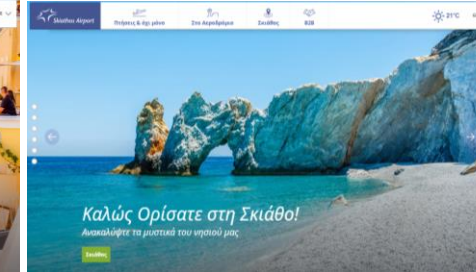 Skiathos Airport
Πτήσεις & όχι μόνο
Στο Αεροδρόμιο
Σκιάθος
B2B
21°C
Καλώς Ορίσατε στη Σκιάθο!
Ανακαλύψτε τα μυστικά του νησιού μας
Σκιάθος